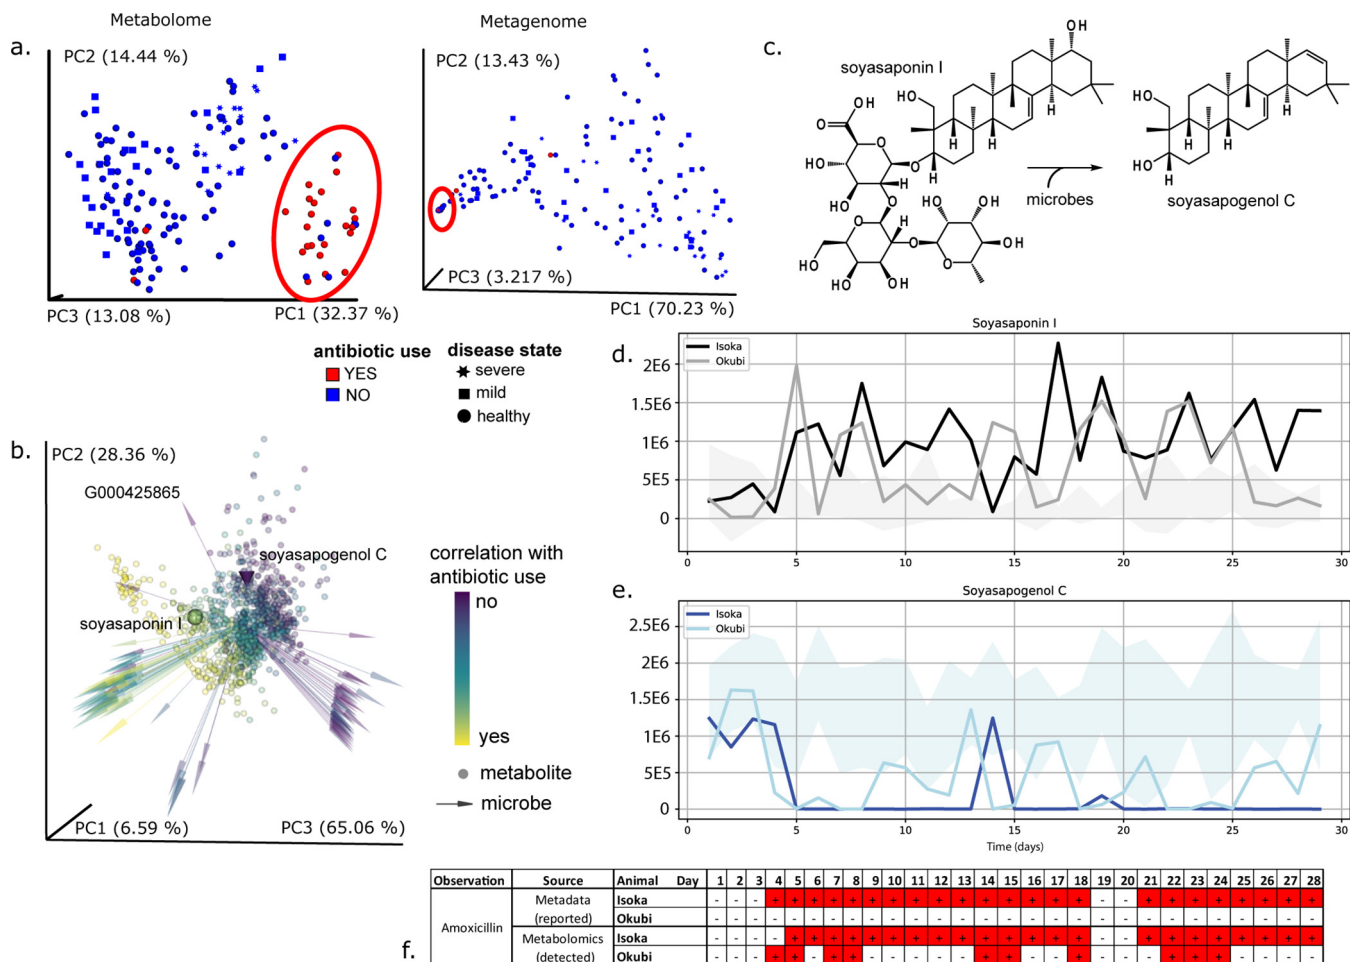 Metabolome
Metagenome
a.
PC2 (14.44 %)
PC3 (13.08 %)
PC1 (32.37 %)
PC2 (13.43 %)
PC3 (3.217 %)
PC1 (70.23 %)
antibiotic use
YES
NO
disease state
severe
mild
healthy
b.
PC2 (28.36 %)
G000425865
soyasapogenol C
soyasaponin I
PC1 (6.59 %)
PC3 (65.06 %)
correlation with
antibiotic use
no
yes
metabolite
microbe
c.
soyasaponin I
OH
HO
H
H
H
OH
O
O
O
HO
HO
OH
H
H
O
O
H
O
HO
HO
OH
OH
HO
OH
O
OH
microbes
HO
HO
H
H
H
soyasapogenol C
d.
Soyasaponin I
Isoka
Okubi
2E6
1.5E6
1E6
5E5
0
0 5 10 15 20 25 30
e.
Soyasapogenol C
Isoka
Okubi
2.5E6
2E6
1.5E6
1E6
5E5
0
0 5 10 15 20 25 30
Time (days)
f.
Observation Source Animal Day 1 2 3 4 5 6 7 8 9 10 11 12 13 14 15 16 17 18 19 20 21 22 23 24 25 26 27 28
Amoxicillin Metadata (reported) Isoka - - - + + + + + + + + + + + + + + + - - + + + + + + + +
Okubi - - - - - - - - - - - - - - - - - - - - - - - - - - - -
Metabolomics (detected) Isoka - - - - + + + + + + + + + + + + + + - - + + + + + + + +
Okubi - - - + + - + + - - - - - + + - - + - - - + + + - - - -